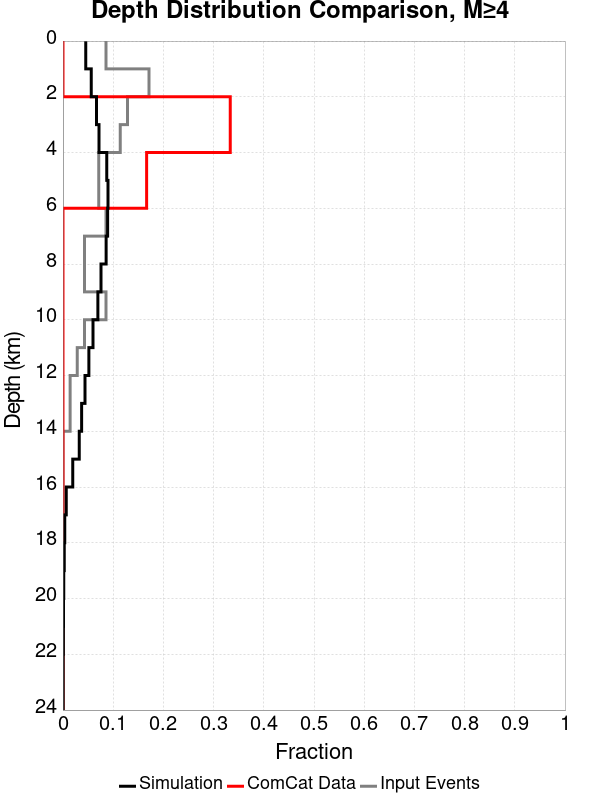 Depth Distribution Comparison, M≥4
0
2
4
6
8
10
12
14
16
18
20
22
24
Depth (km)
0 0.1 0.2 0.3 0.4 0.5 0.6 0.7 0.8 0.9 1
Fraction
Simulation ComCat Data Input Events